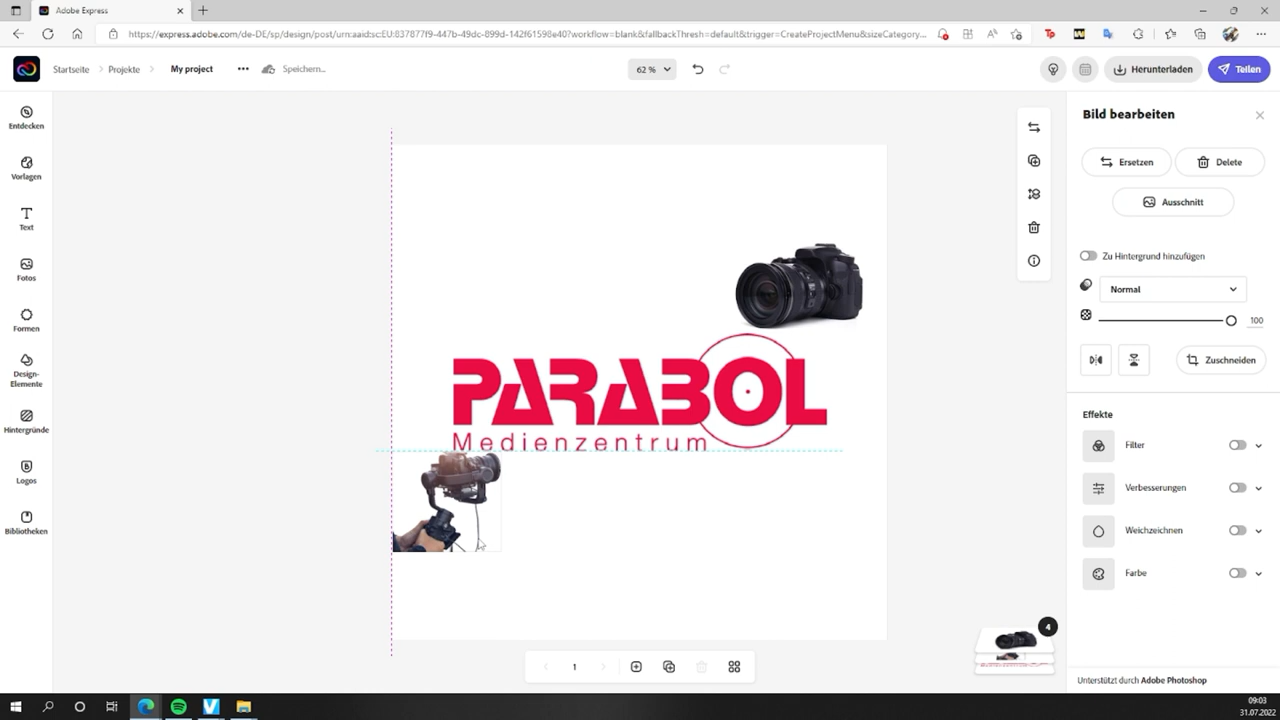 Adobe Express
https://express.adobe.com/de-DE/sp/design/post/urn:aaid:sc:EU:837877f9-447b-49dc-899d-142f61598e40?workflow=blank&fallbackThresh=default&trigger=CreateProjectMenu&sizeCategory...
Startseite
Projekte
My project
Speichern...
62 %
Herunterladen
Teilen
Entdecken
Vorlagen
Text
Fotos
Formen
Design-
Elemente
Hintergründe
Logos
Bibliotheken
PARABOL
Medienzentrum
1
4
Bild bearbeiten
Ersetzen
Delete
Ausschnitt
Zu Hintergrund hinzufügen
Normal
100
Zuschneiden
Effekte
Filter
Verbesserungen
Weichzeichnen
Farbe
Unterstützt durch Adobe Photoshop
09:03
31.07.2022